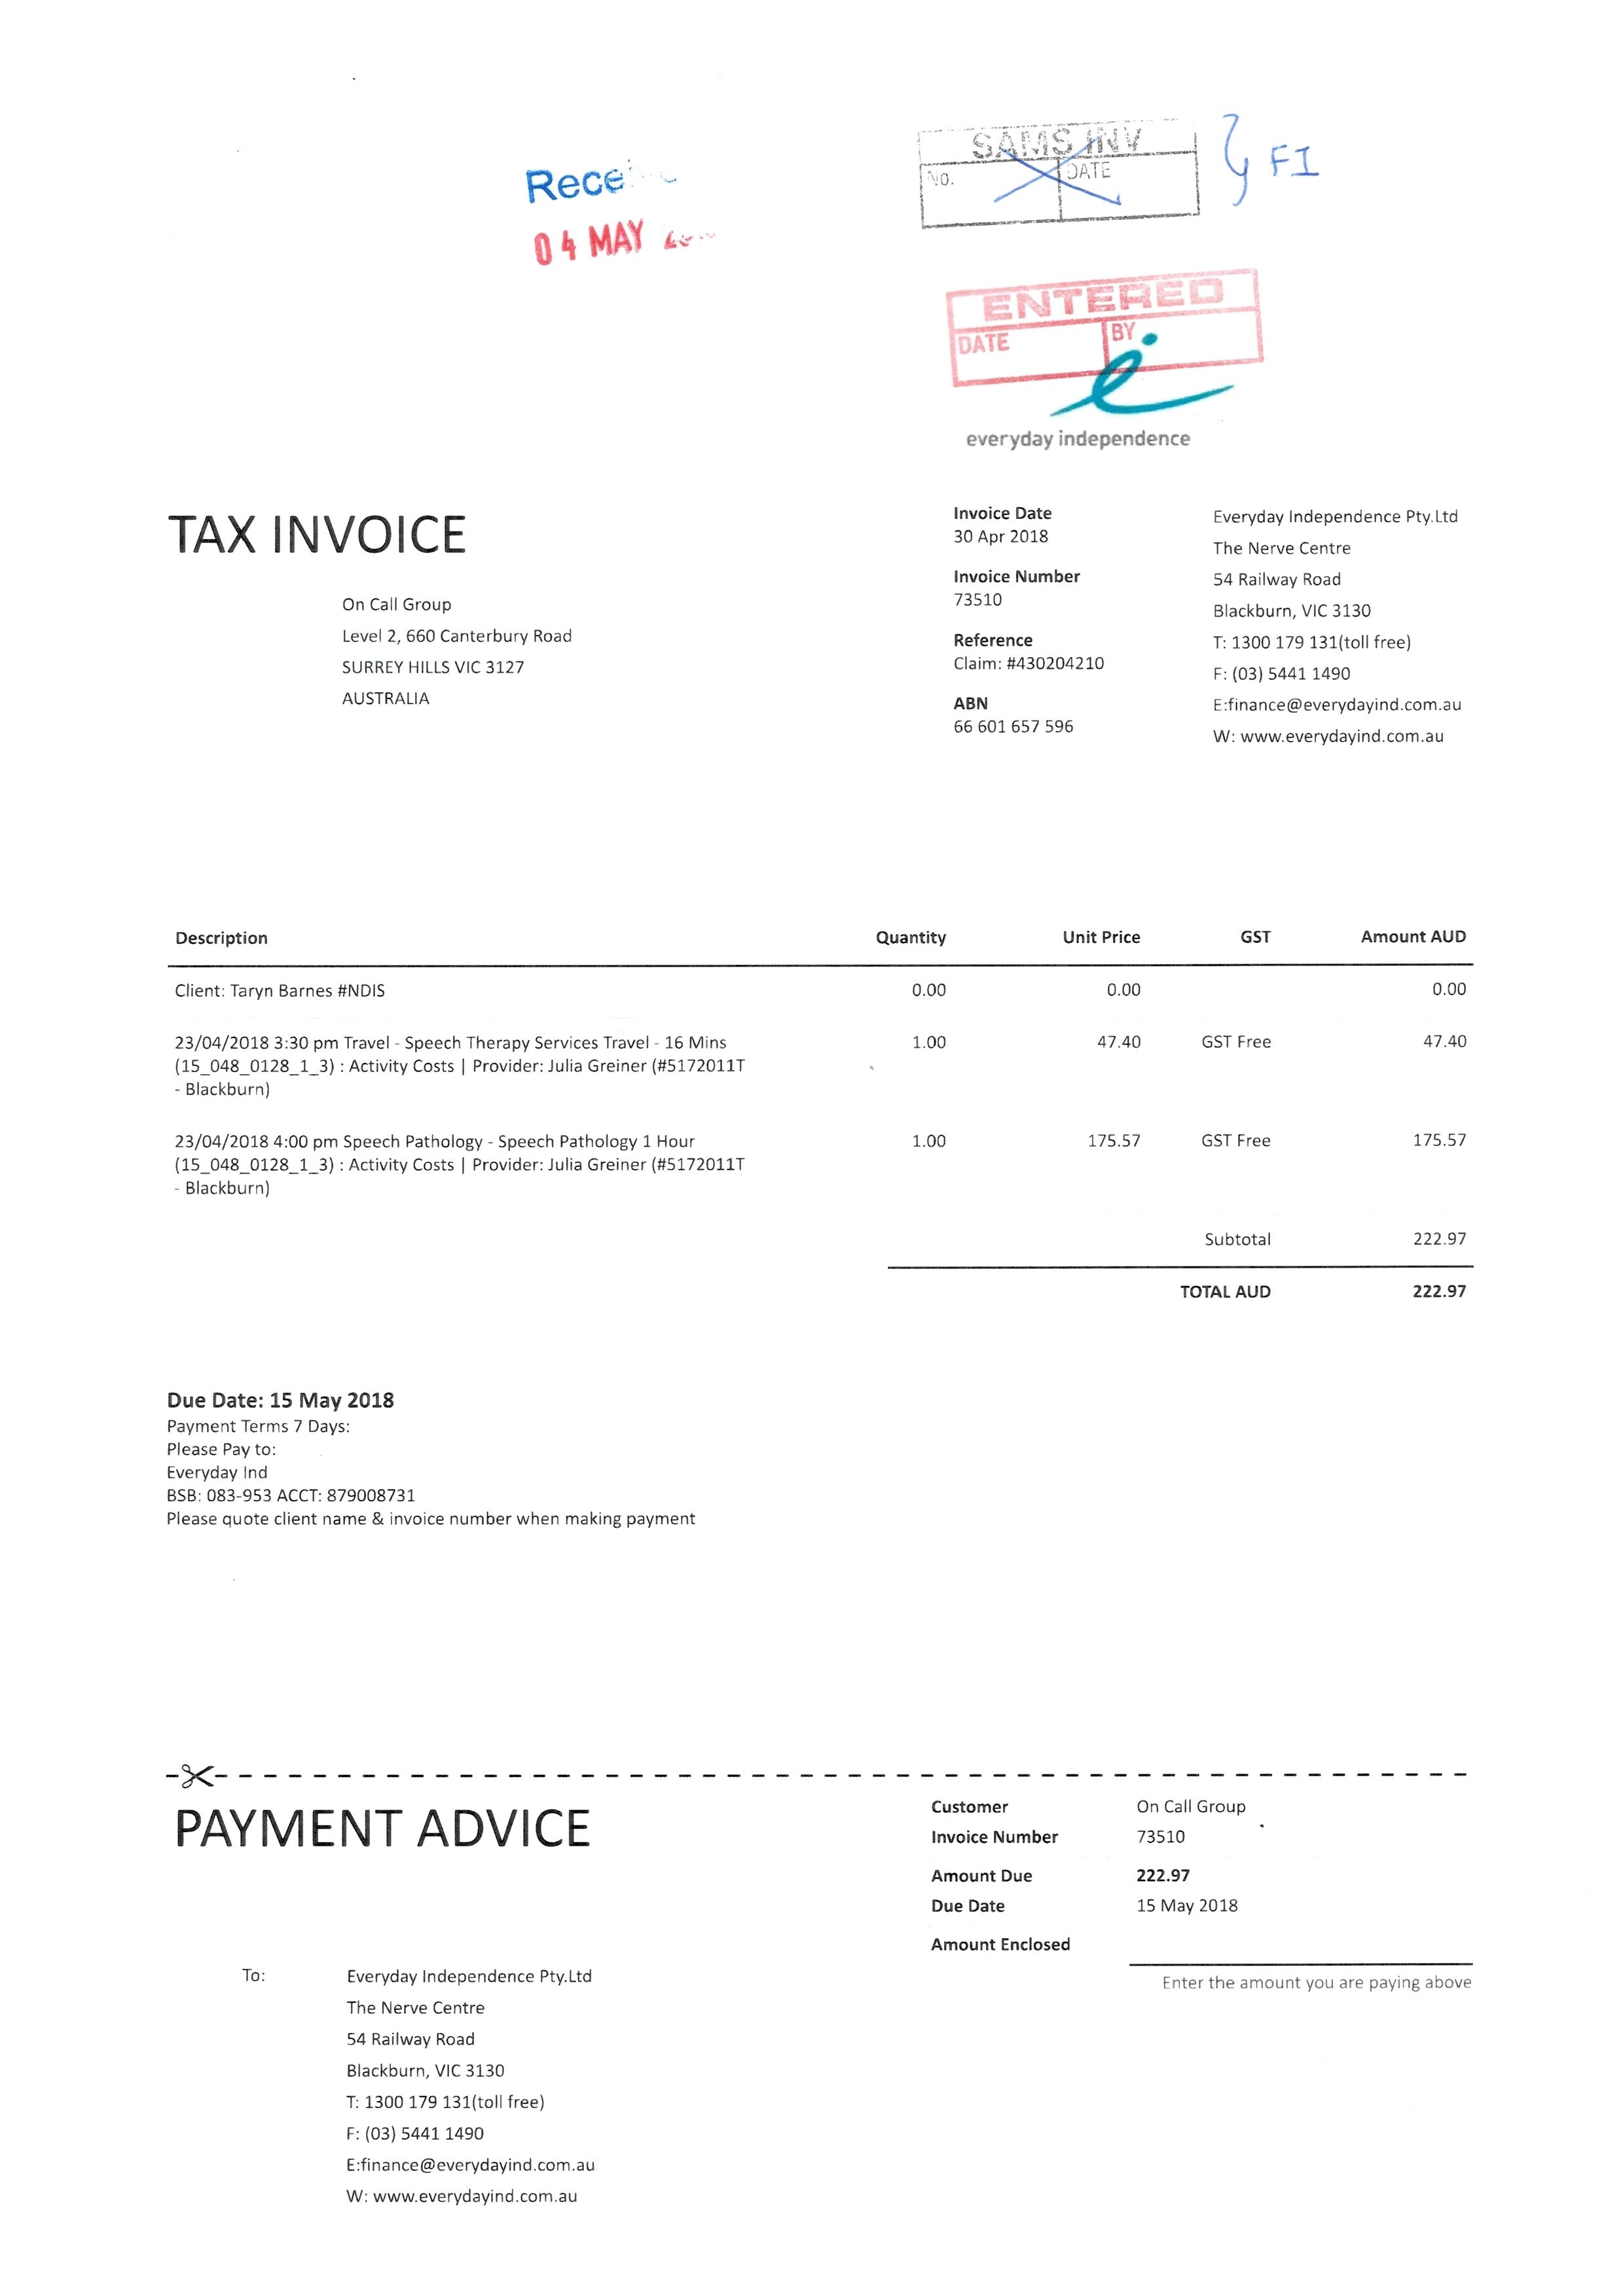 SAMS INV
No. DATE
FI
04 MAY
ENTERED
DATE BY
everyday independence
TAX INVOICE
On Call Group
Level 2, 660 Canterbury Road
SURREY HILLS VIC 3127
AUSTRALIA
Invoice Date
30 Apr 2018
Invoice Number
73510
Reference
Claim: #430204210
ABN
66 601 657 596
Everyday Independence Pty.Ltd
The Nerve Centre
54 Railway Road
Blackburn, VIC 3130
T: 1300 179 131(toll free)
F: (03) 5441 1490
E:finance@everydayind.com.au
W: www.everydayind.com.au
Description Quantity Unit Price GST Amount AUD
Client: Taryn Barnes #NDIS 0.00 0.00 0.00
23/04/2018 3:30 pm Travel - Speech Therapy Services Travel - 16 Mins 1.00 47.40 GST Free 47.40
(15_048_0128_1_3) : Activity Costs | Provider: Julia Greiner (#5172011T
- Blackburn)
23/04/2018 4:00 pm Speech Pathology - Speech Pathology 1 Hour 1.00 175.57 GST Free 175.57
(15_048_0128_1_3) : Activity Costs | Provider: Julia Greiner (#5172011T
- Blackburn)
Subtotal 222.97
TOTAL AUD 222.97
Due Date: 15 May 2018
Payment Terms 7 Days:
Please Pay to:
Everyday Ind
BSB: 083-953 ACCT: 879008731
Please quote client name & invoice number when making payment
PAYMENT ADVICE
Customer On Call Group
Invoice Number 73510
Amount Due 222.97
Due Date 15 May 2018
Amount Enclosed
Enter the amount you are paying above
To: Everyday Independence Pty.Ltd
The Nerve Centre
54 Railway Road
Blackburn, VIC 3130
T: 1300 179 131(toll free)
F: (03) 5441 1490
E:finance@everydayind.com.au
W: www.everydayind.com.au